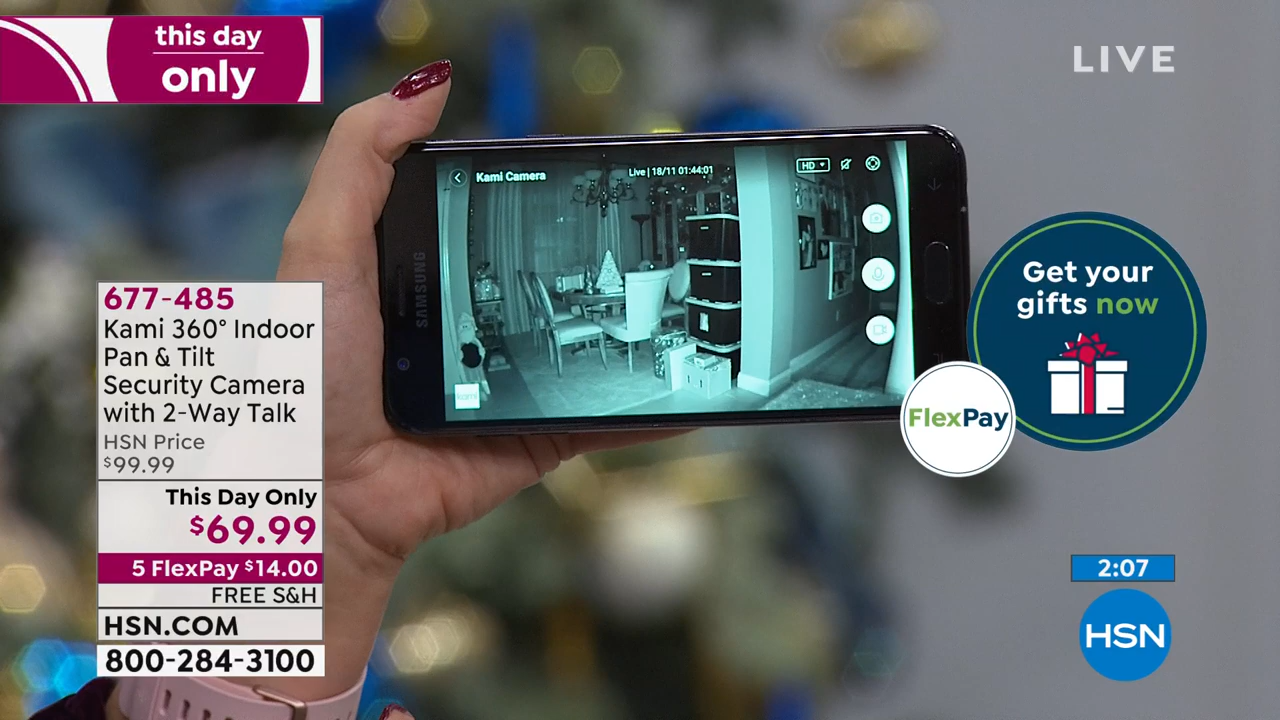 this day
only
LIVE
Kami Camera
Live | 18/11 01:44:01
HD
SAMSUNG
kami
677-485
Kami 360° Indoor
Pan & Tilt
Security Camera
with 2-Way Talk
HSN Price
$99.99
This Day Only
$69.99
5 FlexPay $14.00
FREE S&H
HSN.COM
800-284-3100
Get your
gifts now
FlexPay
2:07
HSN